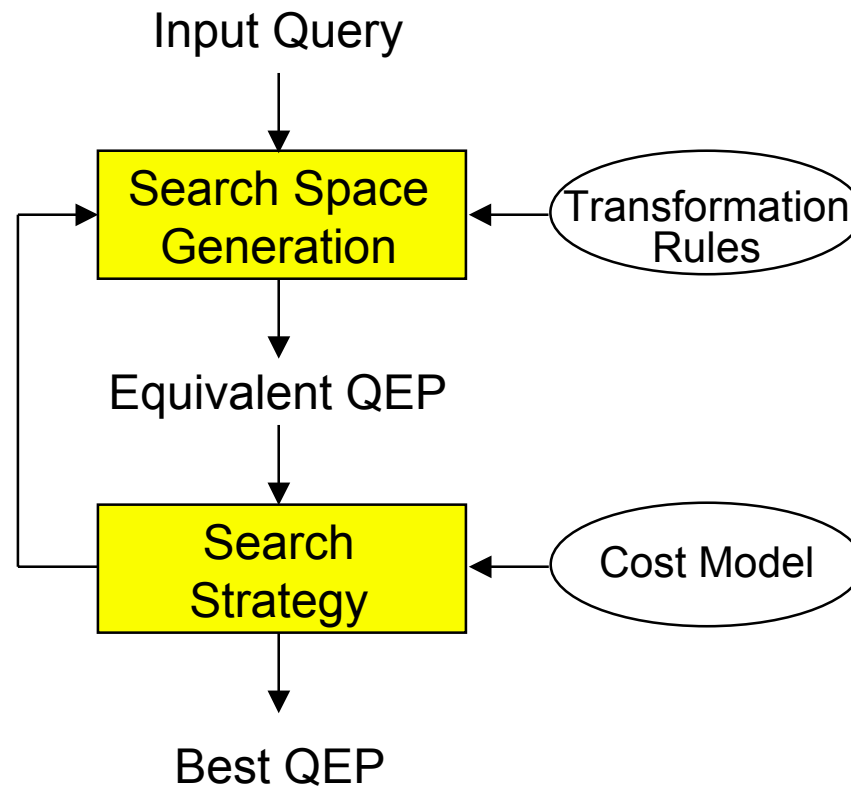 Input Query
Search Space
Generation
Transformation
Rules
Equivalent QEP
Search
Strategy
Cost Model
Best QEP